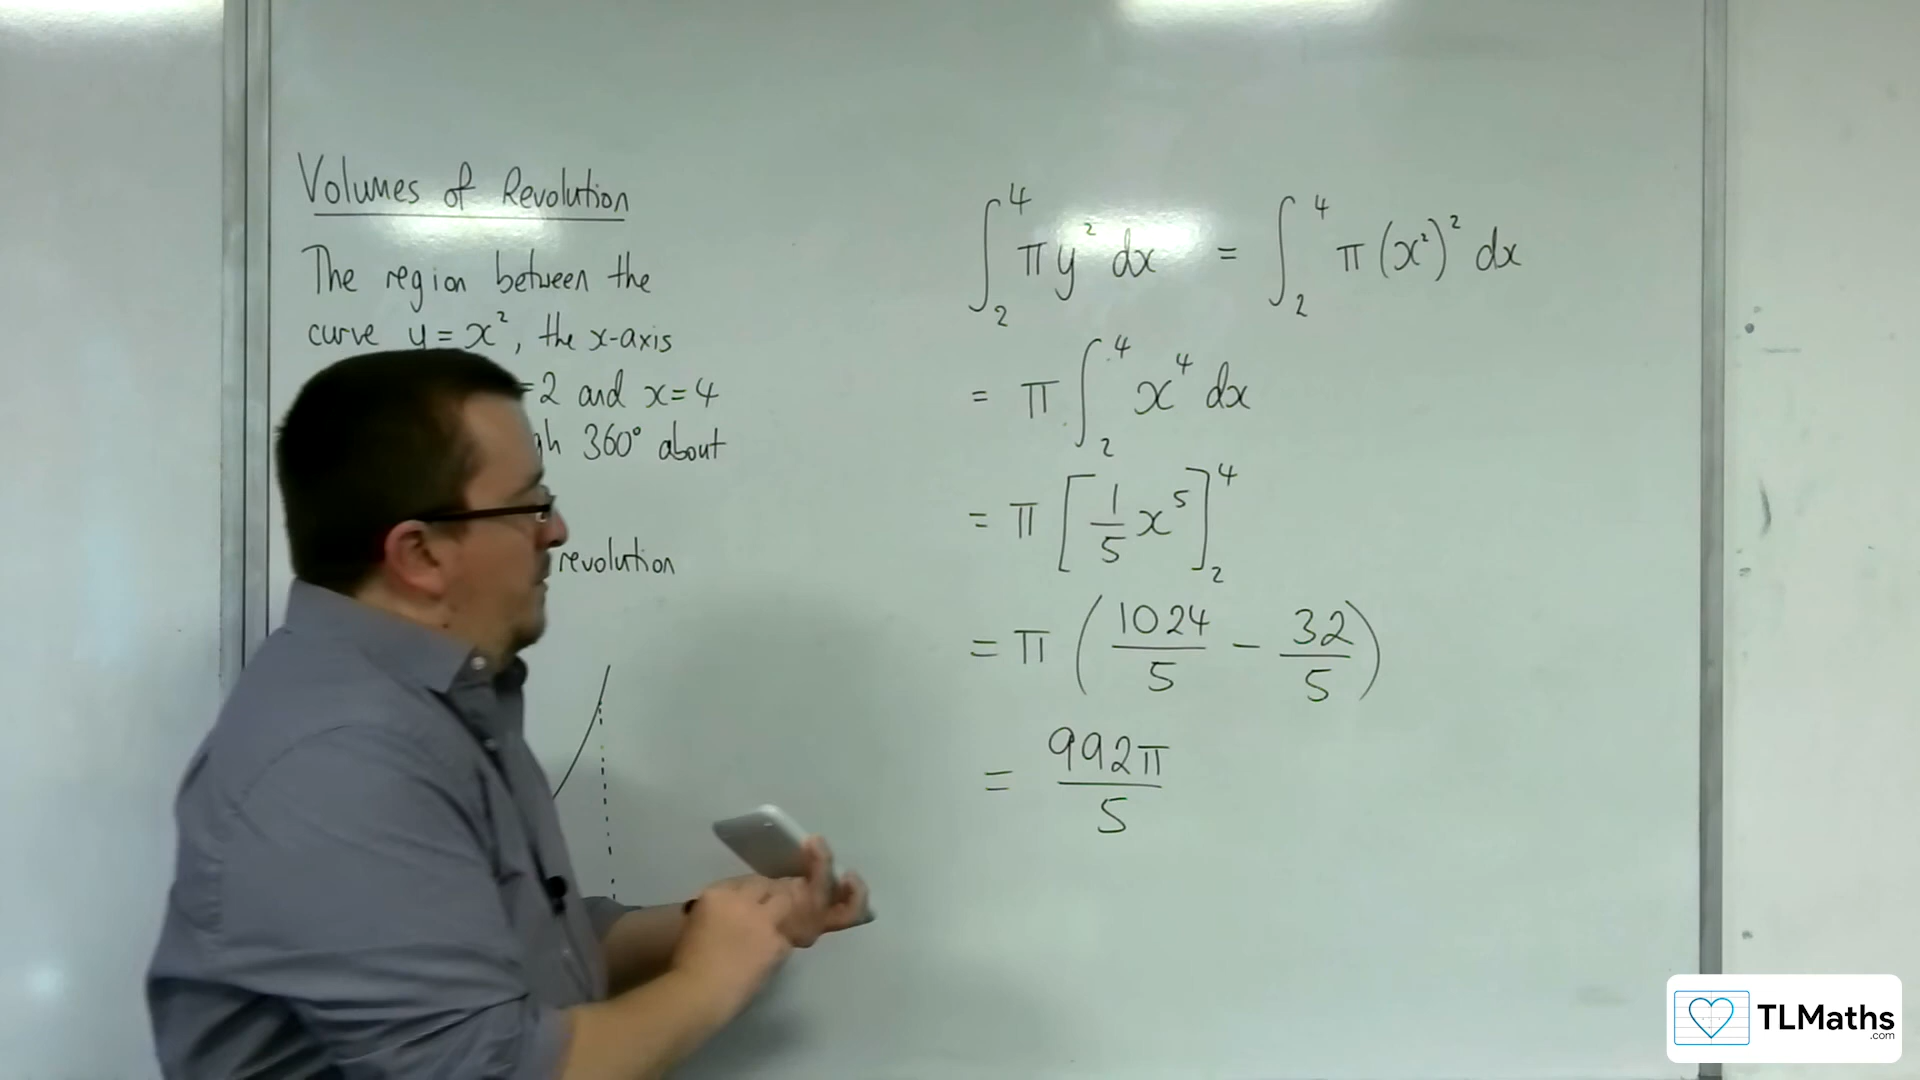 Volumes of Revolution
The region between the
curve y = x², the x-axis
=2 and x=4
360° about
revolution
∫₂⁴ πy² dx = ∫₂⁴ π(x²)² dx
= π ∫₂⁴ x⁴ dx
= π [1/5 x⁵]₂⁴
= π (1024/5 − 32/5)
= 992π/5
TLMaths
.com